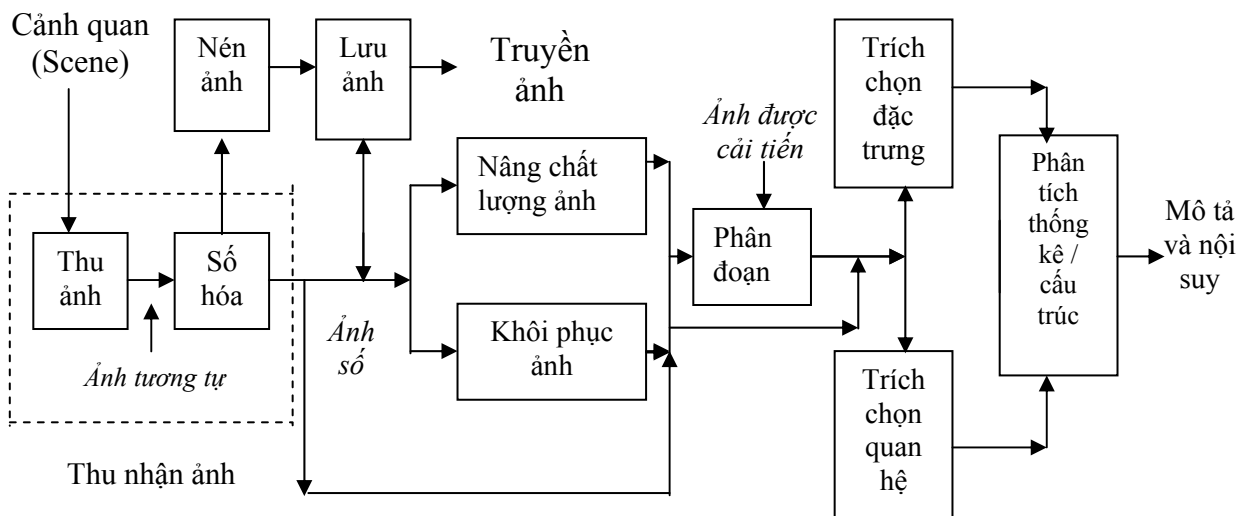 Cảnh quan
(Scene)
Nén
ảnh
Lưu
ảnh
Truyền
ảnh
Ảnh được
cải tiến
Trích
chọn
đặc
trưng
Nâng chất
lượng ảnh
Phân
tích
thống
kê /
cấu
trúc
Mô tả
và nội
suy
Thu
ảnh
Số
hóa
Phân
đoạn
Ảnh
số
Khôi phục
ảnh
Ảnh tương tự
Trích
chọn
quan
hệ
Thu nhận ảnh